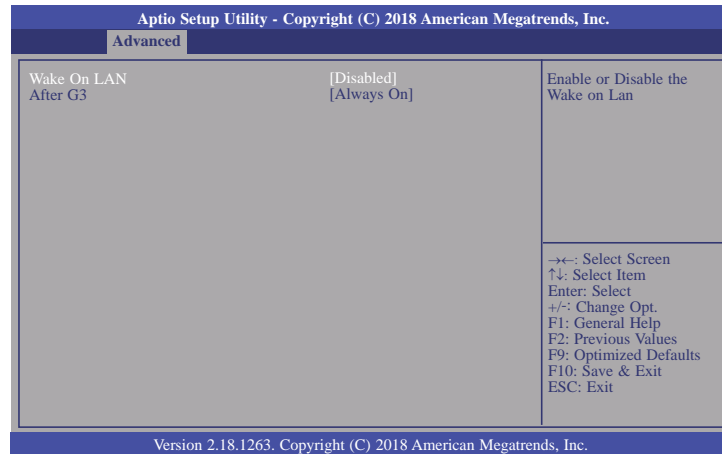 Aptio Setup Utility - Copyright (C) 2018 American Megatrends, Inc.
Advanced
Wake On LAN [Disabled]
After G3 [Always On]
Enable or Disable the
Wake on Lan
→←: Select Screen
↑↓: Select Item
Enter: Select
+/-: Change Opt.
F1: General Help
F2: Previous Values
F9: Optimized Defaults
F10: Save & Exit
ESC: Exit
Version 2.18.1263. Copyright (C) 2018 American Megatrends, Inc.